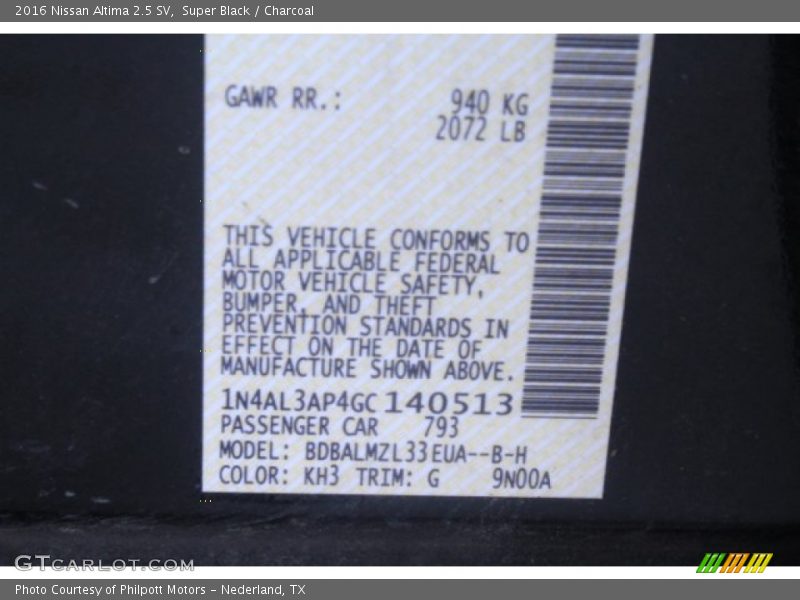 2016 Nissan Altima 2.5 SV,  Super Black / Charcoal
GAWR RR.:   940 KG
2072 LB
THIS VEHICLE CONFORMS TO
ALL APPLICABLE FEDERAL
MOTOR VEHICLE SAFETY,
BUMPER, AND THEFT
PREVENTION STANDARDS IN
EFFECT ON THE DATE OF
MANUFACTURE SHOWN ABOVE.
1N4AL3AP4GC140513
PASSENGER CAR   793
MODEL: BDBALMZL33EUA--B-H
COLOR: KH3 TRIM: G   9N00A
GTCARLOT.COM
Photo Courtesy of Philpott Motors - Nederland, TX